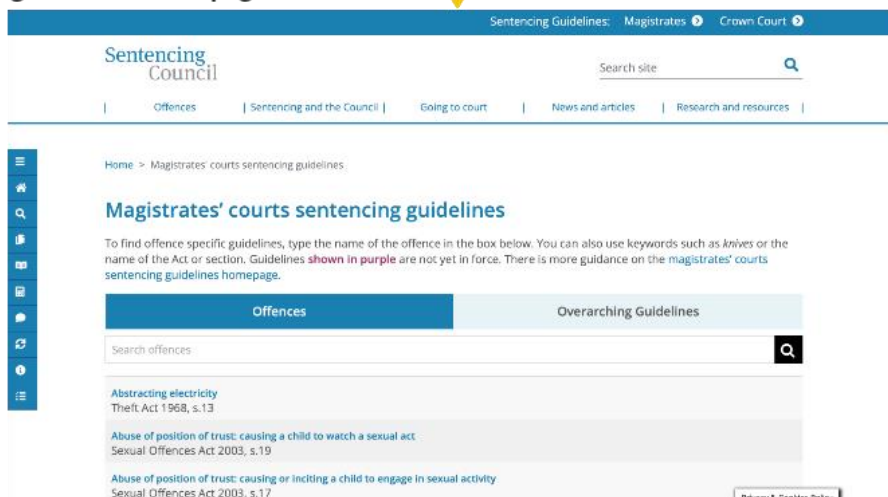 Sentencing Guidelines: Magistrates Crown Court
Sentencing
Council
Search site
Offences | Sentencing and the Council | Going to court | News and articles | Research and resources |
Home > Magistrates' courts sentencing guidelines
Magistrates' courts sentencing guidelines
To find offence specific guidelines, type the name of the offence in the box below. You can also use keywords such as knives or the
name of the Act or section. Guidelines shown in purple are not yet in force. There is more guidance on the magistrates' courts
sentencing guidelines homepage.
Offences
Overarching Guidelines
Search offences
Abstracting electricity
Theft Act 1968, s.13
Abuse of position of trust: causing a child to watch a sexual act
Sexual Offences Act 2003, s.19
Abuse of position of trust: causing or inciting a child to engage in sexual activity
Sexual Offences Act 2003, s.17